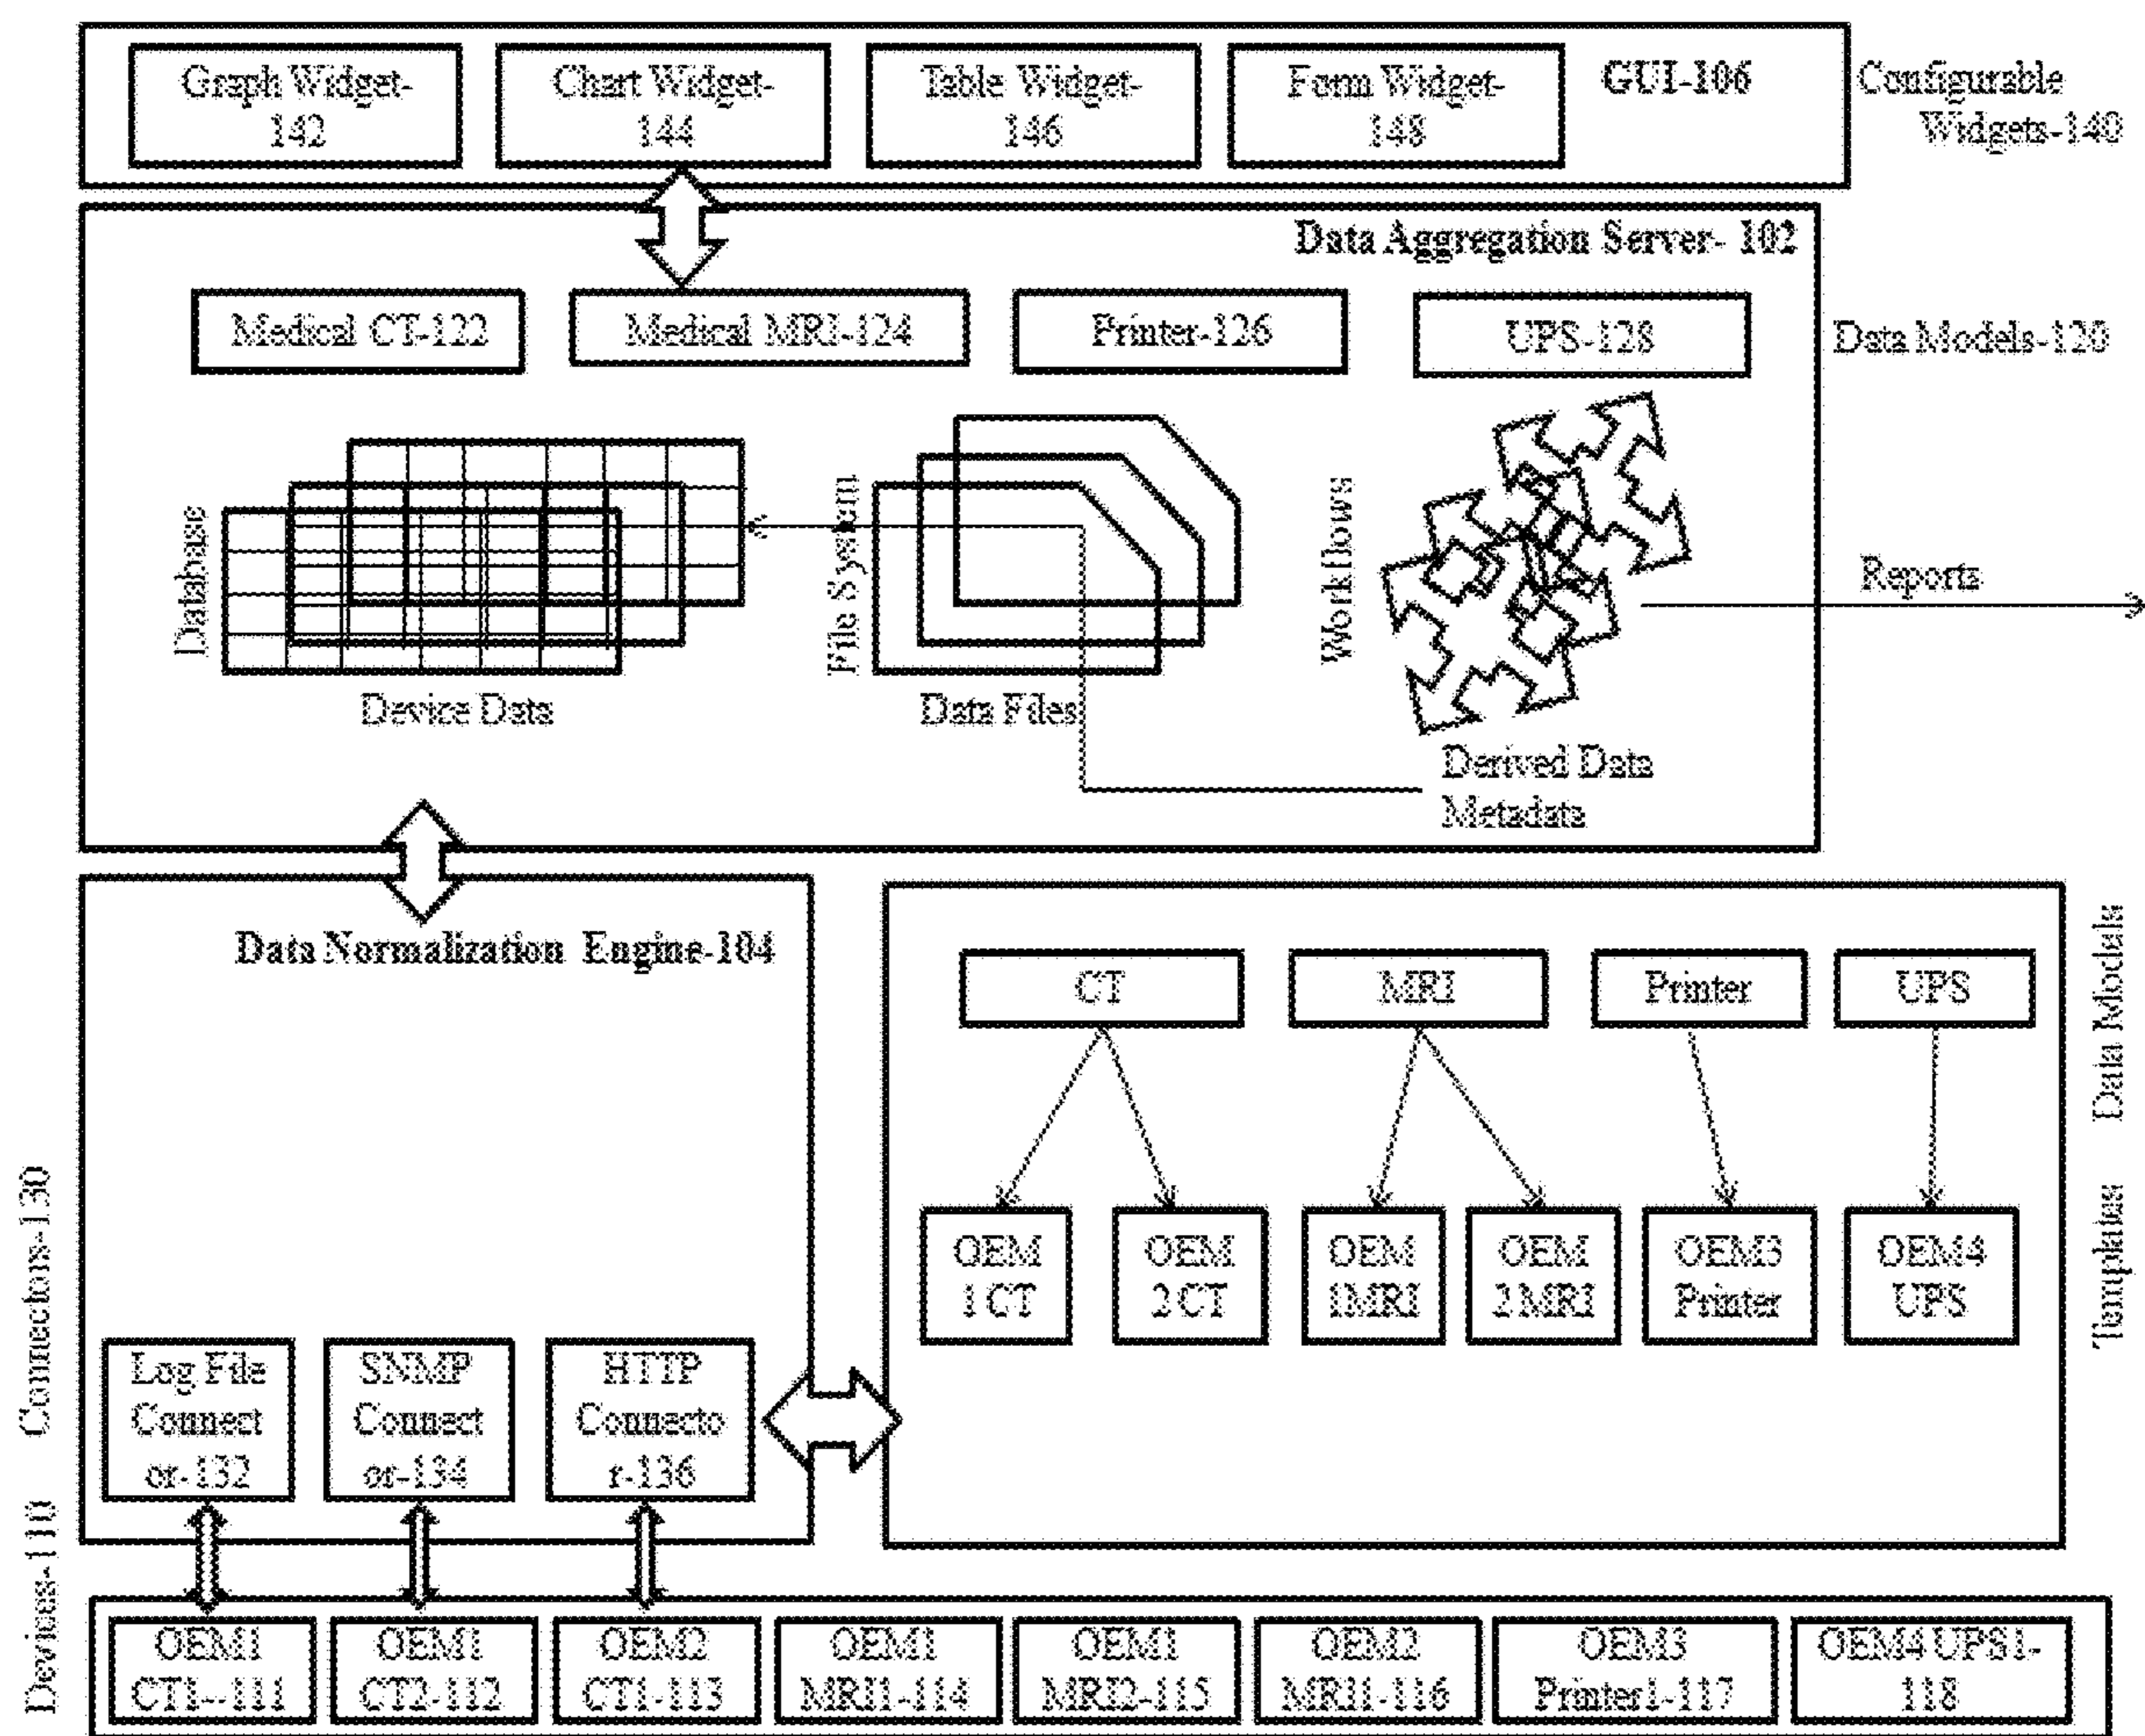 Graph Widget-
142
Chart Widget-
144
Table Widget-
146
Form Widget-
148
GUI-106
Configurable
Widgets-140
Data Aggregation Server- 102
Medical CT-122
Medical MRI-124
Printer-126
UPS-128
Data Models-120
Database
Device Data
File System
Data Files
Workflows
Derived Data
Metadata
Reports
Data Normalization Engine-104
CT
MRI
Printer
UPS
Data Models
OEM
1 CT
OEM
2 CT
OEM
1MRI
OEM
2 MRI
OEM3
Printer
OEM4
UPS
Templates
Connectors-130
Log File
Connect
or-132
SNMP
Connect
or-134
HTTP
Connecto
r-136
Devices-110
OEM1
CT1--111
OEM1
CT2-112
OEM2
CT1-113
OEM1
MRI1-114
OEM1
MRI2-115
OEM2
MRI1-116
OEM3
Printer1-117
OEM4 UPS1-
118